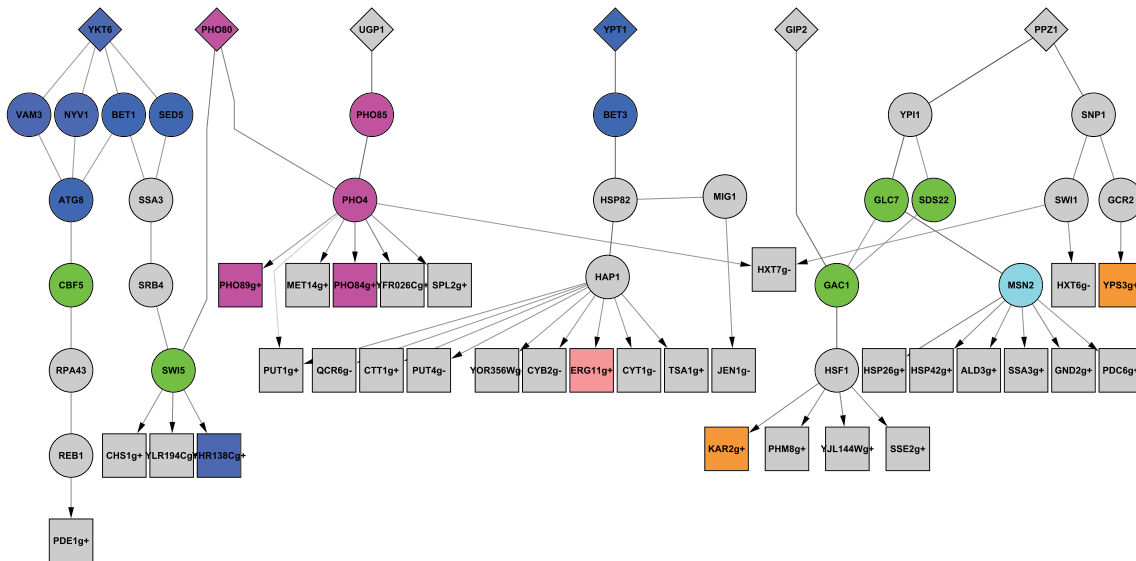 YKT6 PHO80 UGP1 YPT1 GIP2 PPZ1
VAM3 NYV1 BET1 SED5 PHO85 BET3 YPI1 SNP1
ATG8 SSA3 PHO4 HSP82 MIG1 GLC7 SDS22 SWI1 GCR2
HXT7g-
CBF5 SRB4 PHO89g+ MET14g+ PHO84g+ YFR026Cg+ SPL2g+ HAP1 GAC1 MSN2 HXT6g- YPS3g+
RPA43 SWI5 PUT1g+ QCR6g- CTT1g+ PUT4g- YOR356Wg- CYB2g- ERG11g+ CYT1g- TSA1g+ JEN1g- HSF1 HSP26g+ HSP42g+ ALD3g+ SSA3g+ GND2g+ PDC6g+
REB1 CHS1g+ YLR194Cg+ KAR2g+ PHM8g+ YJL144Wg+ SSE2g+
PDE1g+